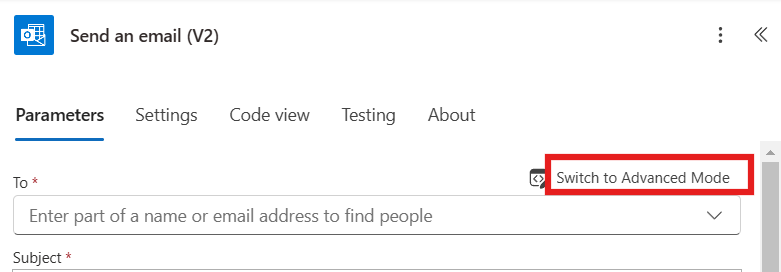 Send an email (V2)
Parameters Settings Code view Testing About
Switch to Advanced Mode
To *
Enter part of a name or email address to find people
Subject *